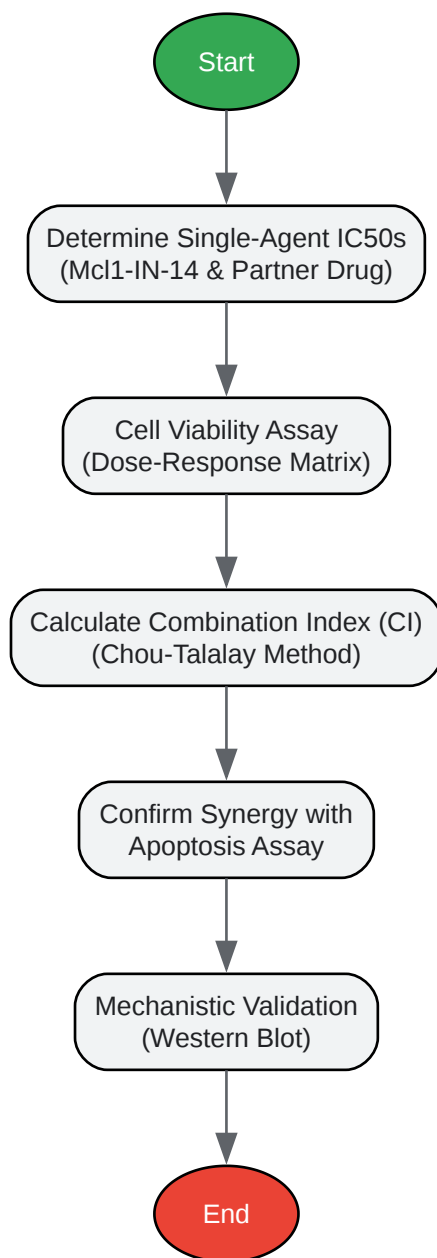 Start
Determine Single-Agent IC50s
(Mcl1-IN-14 & Partner Drug)
Cell Viability Assay
(Dose-Response Matrix)
Calculate Combination Index (CI)
(Chou-Talalay Method)
Confirm Synergy with
Apoptosis Assay
Mechanistic Validation
(Western Blot)
End